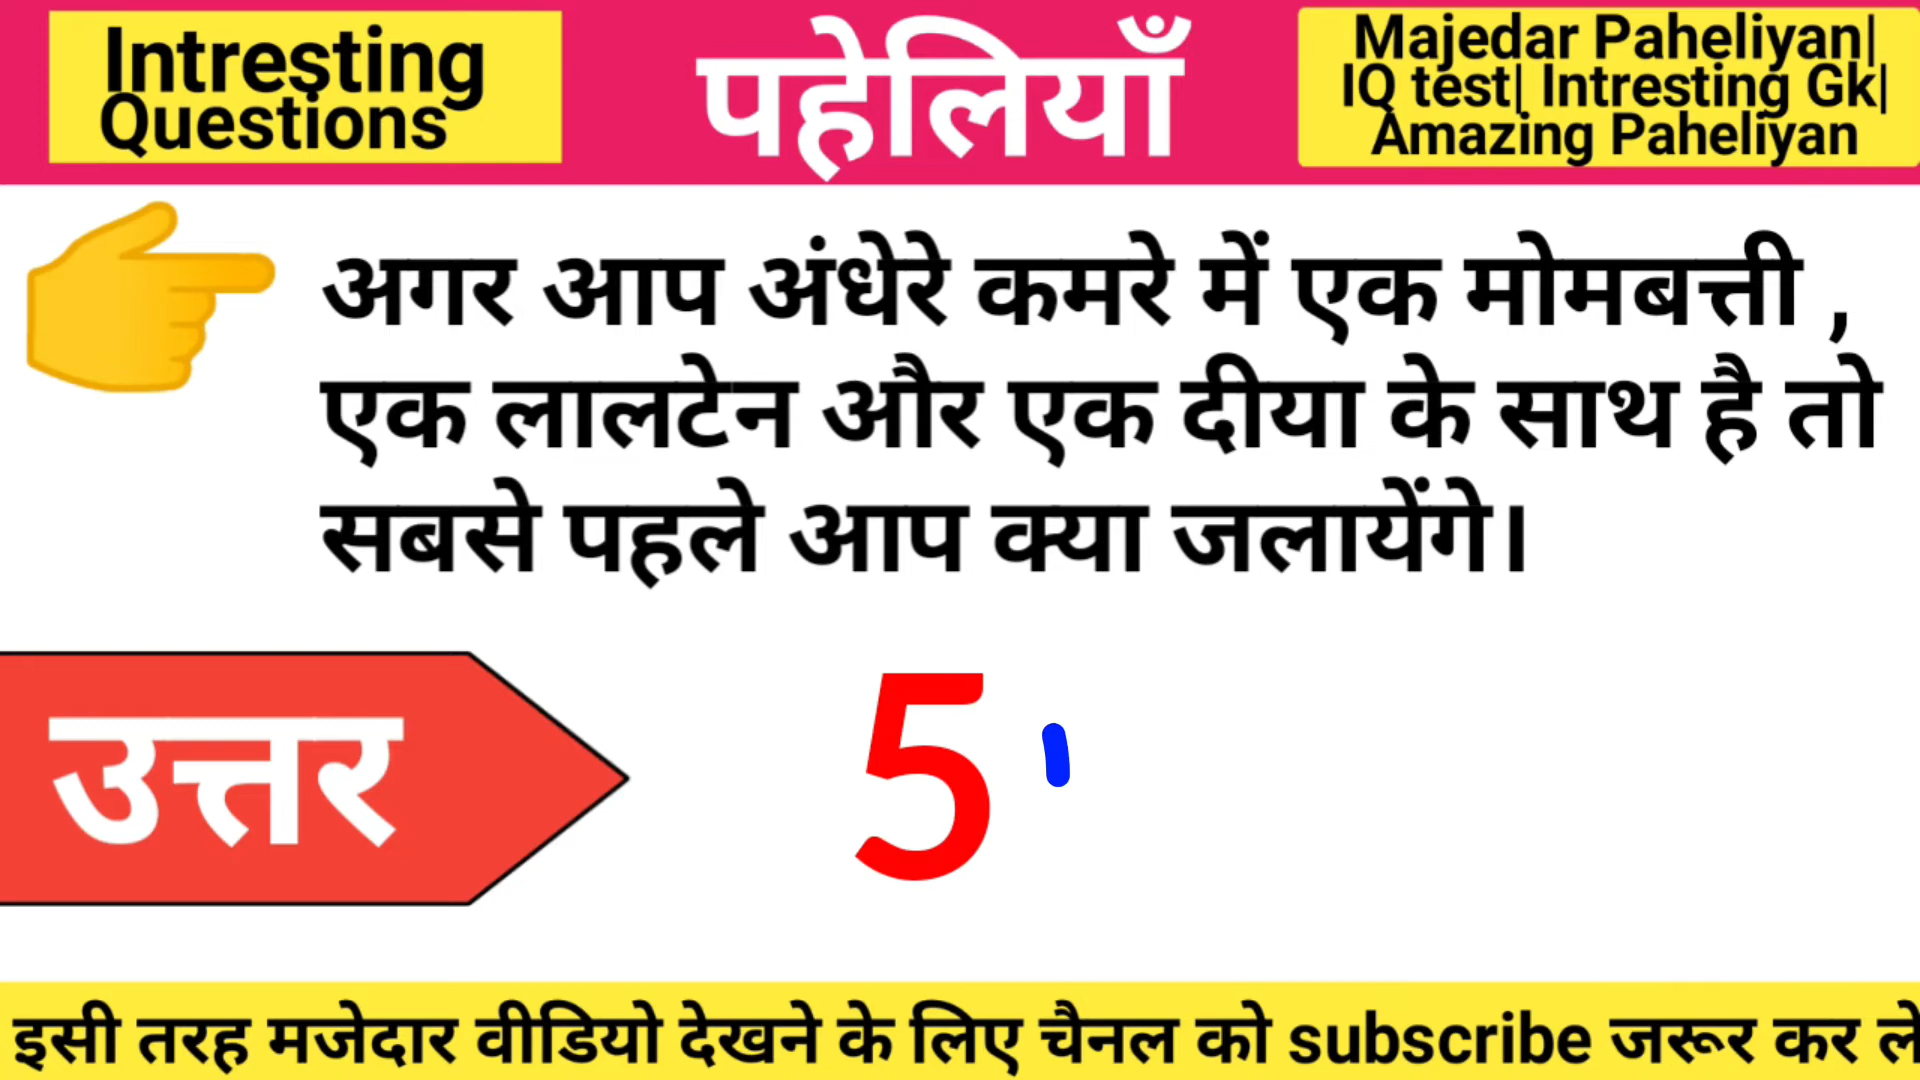 Intresting
Questions
पहेलियाँ
Majedar Paheliyan|
IQ test| Intresting Gk|
Amazing Paheliyan
अगर आप अंधेरे कमरे में एक मोमबत्ती ,
एक लालटेन और एक दीया के साथ है तो
सबसे पहले आप क्या जलायेंगे।
उत्तर
5
इसी तरह मजेदार वीडियो देखने के लिए चैनल को subscribe जरूर कर ले